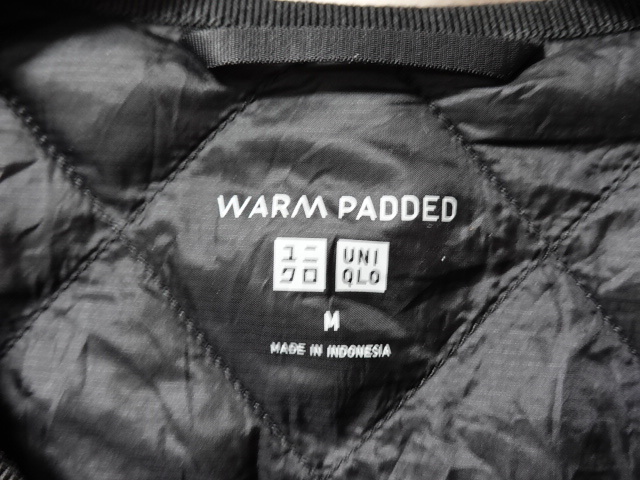 WARM PADDED
ユニ UNI
クロ QLO
M
MADE IN INDONESIA